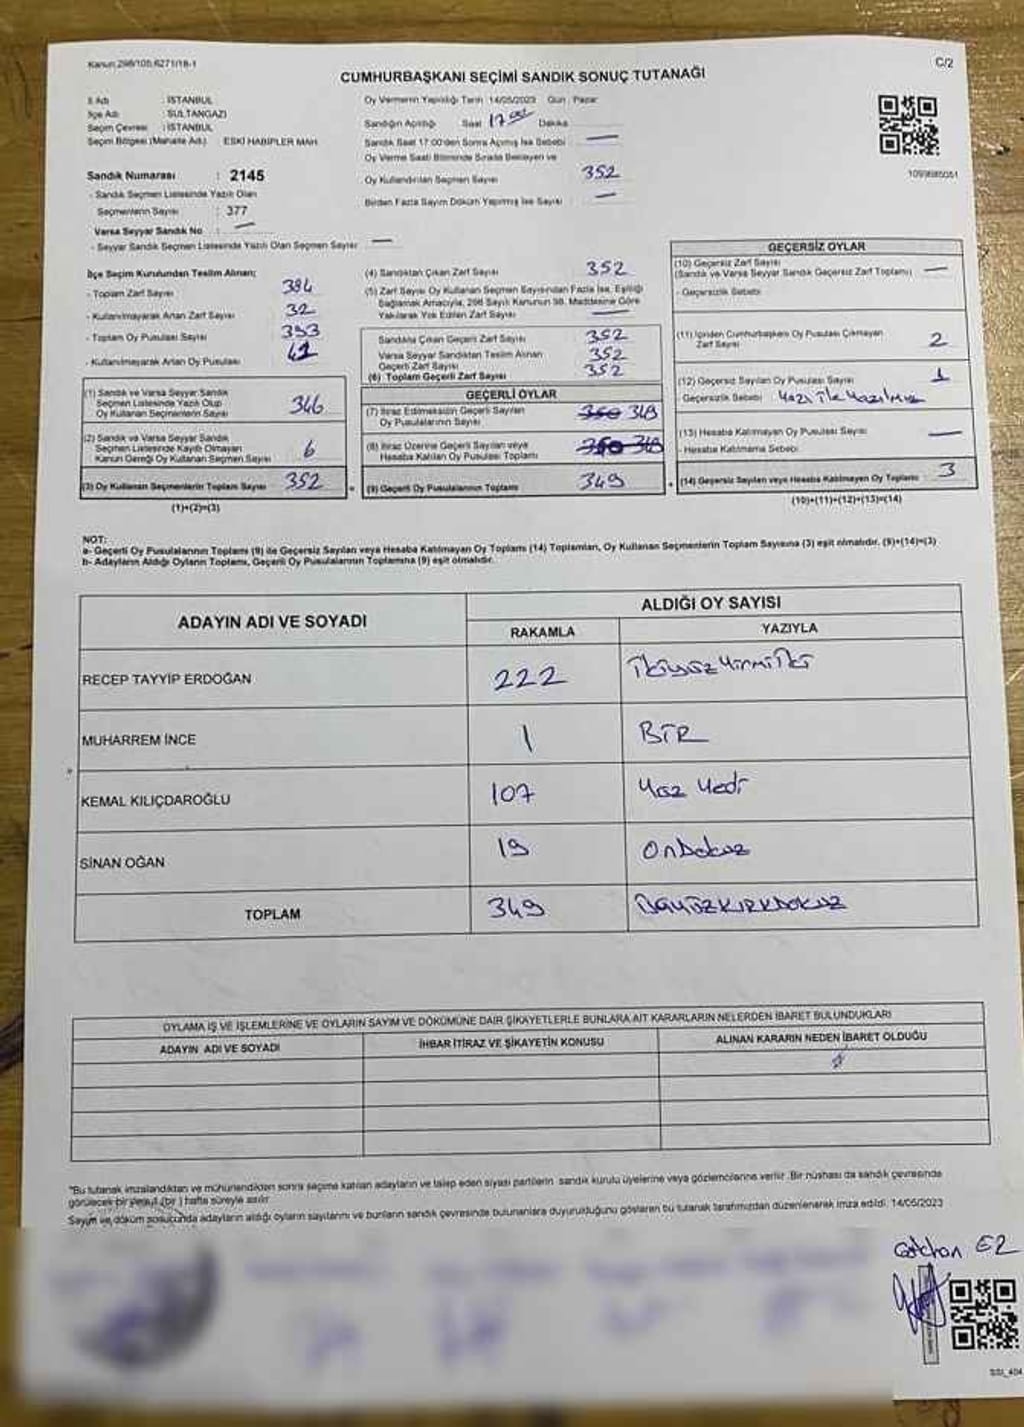 Kanun:298/105,6271/18-1
C/2
CUMHURBAŞKANI SEÇİMİ SANDIK SONUÇ TUTANAĞI
İl Adı : İSTANBUL
İlçe Adı : SULTANGAZİ
Seçim Çevresi : İSTANBUL
Seçim Bölgesi (Mahalle Adı) ESKİ HABİPLER MAH.
Sandık Numarası : 2145
- Sandık Seçmen Listesinde Yazılı Olan
Seçmenlerin Sayısı : 377
Varsa Seyyar Sandık No : —
- Seyyar Sandık Seçmen Listesinde Yazılı Olan Seçmen Sayısı —
Oy Vermenin Yapıldığı Tarih 14/05/2023 Gün : Pazar
Sandığın Açıldığı Saat 17 00 Dakika
Sandık Saat 17:00'den Sonra Açılmış İse Sebebi —
Oy Verme Saati Bitiminde Sırada Bekleyen ve
Oy Kullandırılan Seçmen Sayısı 352
Birden Fazla Sayım Döküm Yapılmış İse Sayısı —
1099685051
İlçe Seçim Kurulundan Teslim Alınan;
- Toplam Zarf Sayısı 384
- Kullanılmayarak Artan Zarf Sayısı 32
- Toplam Oy Pusulası Sayısı 393
- Kullanılmayarak Artan Oy Pusulası 41
(1) Sandık ve Varsa Seyyar Sandık
Seçmen Listesinde Yazılı Olup
Oy Kullanan Seçmenlerin Sayısı 346
(2) Sandık ve Varsa Seyyar Sandık
Seçmen Listesinde Kayıtlı Olmayan
Kanun Gereği Oy Kullanan Seçmen Sayısı 6
(3) Oy Kullanan Seçmenlerin Toplam Sayısı 352
(1)+(2)=(3)
(4) Sandıktan Çıkan Zarf Sayısı 352
(5) Zarf Sayısı Oy Kullanan Seçmen Sayısından Fazla İse, Eşitliği
Sağlamak Amacıyla, 298 Sayılı Kanunun 98. Maddesine Göre
Yakılarak Yok Edilen Zarf Sayısı —
Sandıkta Çıkan Geçerli Zarf Sayısı 352
Varsa Seyyar Sandıktan Teslim Alınan
Geçerli Zarf Sayısı 352
(6) Toplam Geçerli Zarf Sayısı 352
GEÇERLİ OYLAR
(7) İtiraz Edilmeksizin Geçerli Sayılan
Oy Pusulalarının Sayısı 350 349
(8) İtiraz Üzerine Geçerli Sayılan veya
Hesaba Katılan Oy Pusulası Toplamı 350 349
(9) Geçerli Oy Pusulalarının Toplamı 349
GEÇERSİZ OYLAR
(10) Geçersiz Zarf Sayısı
(Sandık ve Varsa Seyyar Sandık Geçersiz Zarf Toplamı) —
- Geçersizlik Sebebi
(11) İçinden Cumhurbaşkanı Oy Pusulası Çıkmayan
Zarf Sayısı 2
(12) Geçersiz Sayılan Oy Pusulası Sayısı 1
Geçersizlik Sebebi Yazı ile Yazılmış
(13) Hesaba Katılmayan Oy Pusulası Sayısı —
- Hesaba Katılmama Sebebi
(14) Geçersiz Sayılan veya Hesaba Katılmayan Oy Toplamı 3
(10)+(11)+(12)+(13)=(14)
NOT:
a- Geçerli Oy Pusulalarının Toplamı (9) ile Geçersiz Sayılan veya Hesaba Katılmayan Oy Toplamı (14) Toplamları, Oy Kullanan Seçmenlerin Toplam Sayısına (3) eşit olmalıdır. (9)+(14)=(3)
b- Adayların Aldığı Oyların Toplamı, Geçerli Oy Pusulalarının Toplamına (9) eşit olmalıdır.
ADAYIN ADI VE SOYADI
ALDIĞI OY SAYISI
RAKAMLA YAZIYLA
RECEP TAYYİP ERDOĞAN 222 İkiyüzYirmiİki
MUHARREM İNCE 1 BİR
KEMAL KILIÇDAROĞLU 107 Yüz Yedi
SİNAN OĞAN 19 OnDokuz
TOPLAM 349 ÜÇYÜZKIRKDOKUZ
OYLAMA İŞ VE İŞLEMLERİNE VE OYLARIN SAYIM VE DÖKÜMÜNE DAİR ŞİKAYETLERLE BUNLARA AİT KARARLARIN NELERDEN İBARET BULUNDUKLARI
ADAYIN ADI VE SOYADI İHBAR İTİRAZ VE ŞİKAYETİN KONUSU ALINAN KARARIN NEDEN İBARET OLDUĞU
"Bu tutanak imzalandıktan ve mühürlendikten sonra seçime katılan adayların ve talep eden siyasi partilerin sandık kurulu üyelerine veya gözlemcilerine verilir. Bir nüshası da sandık çevresinde
görülecek bir yere (bir) hafta süreyle asılır.
Sayım ve döküm sonucunda adayların aldığı oyların sayılarını ve bunların sandık çevresinde bulunanlara duyurulduğunu gösteren bu tutanak tarafımızdan düzenlenerek imza edildi. 14/05/2023